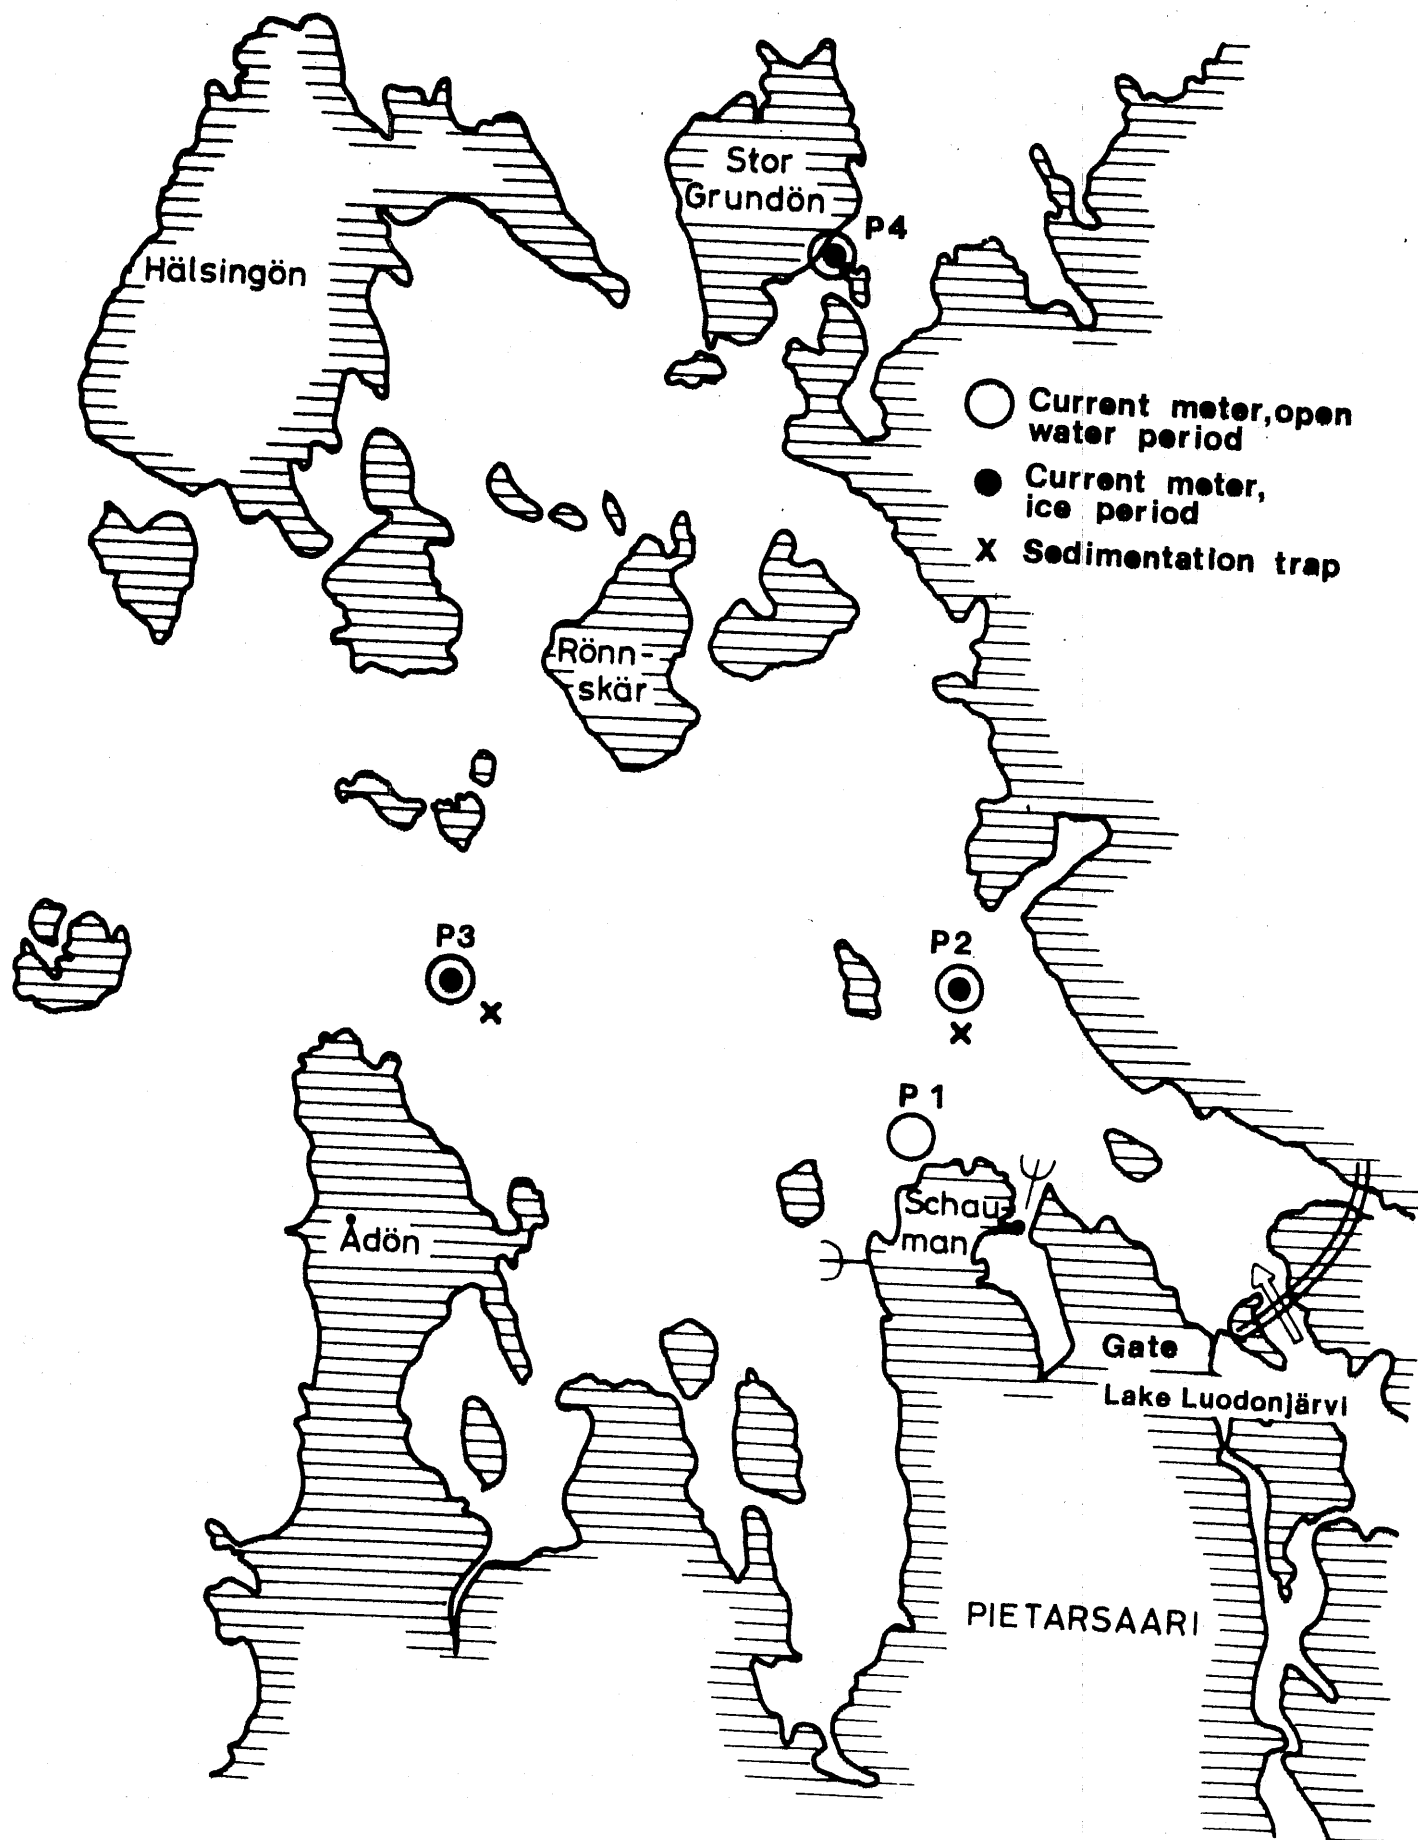 Stor
Grundön
P4
Hälsingön
Current meter, open
water period
Current meter,
ice period
X Sedimentation trap
Rönn-
skär
P3
P2
X
X
P1
Schau-
man
Ådön
Gate
Lake Luodonjärvi
PIETARSAARI